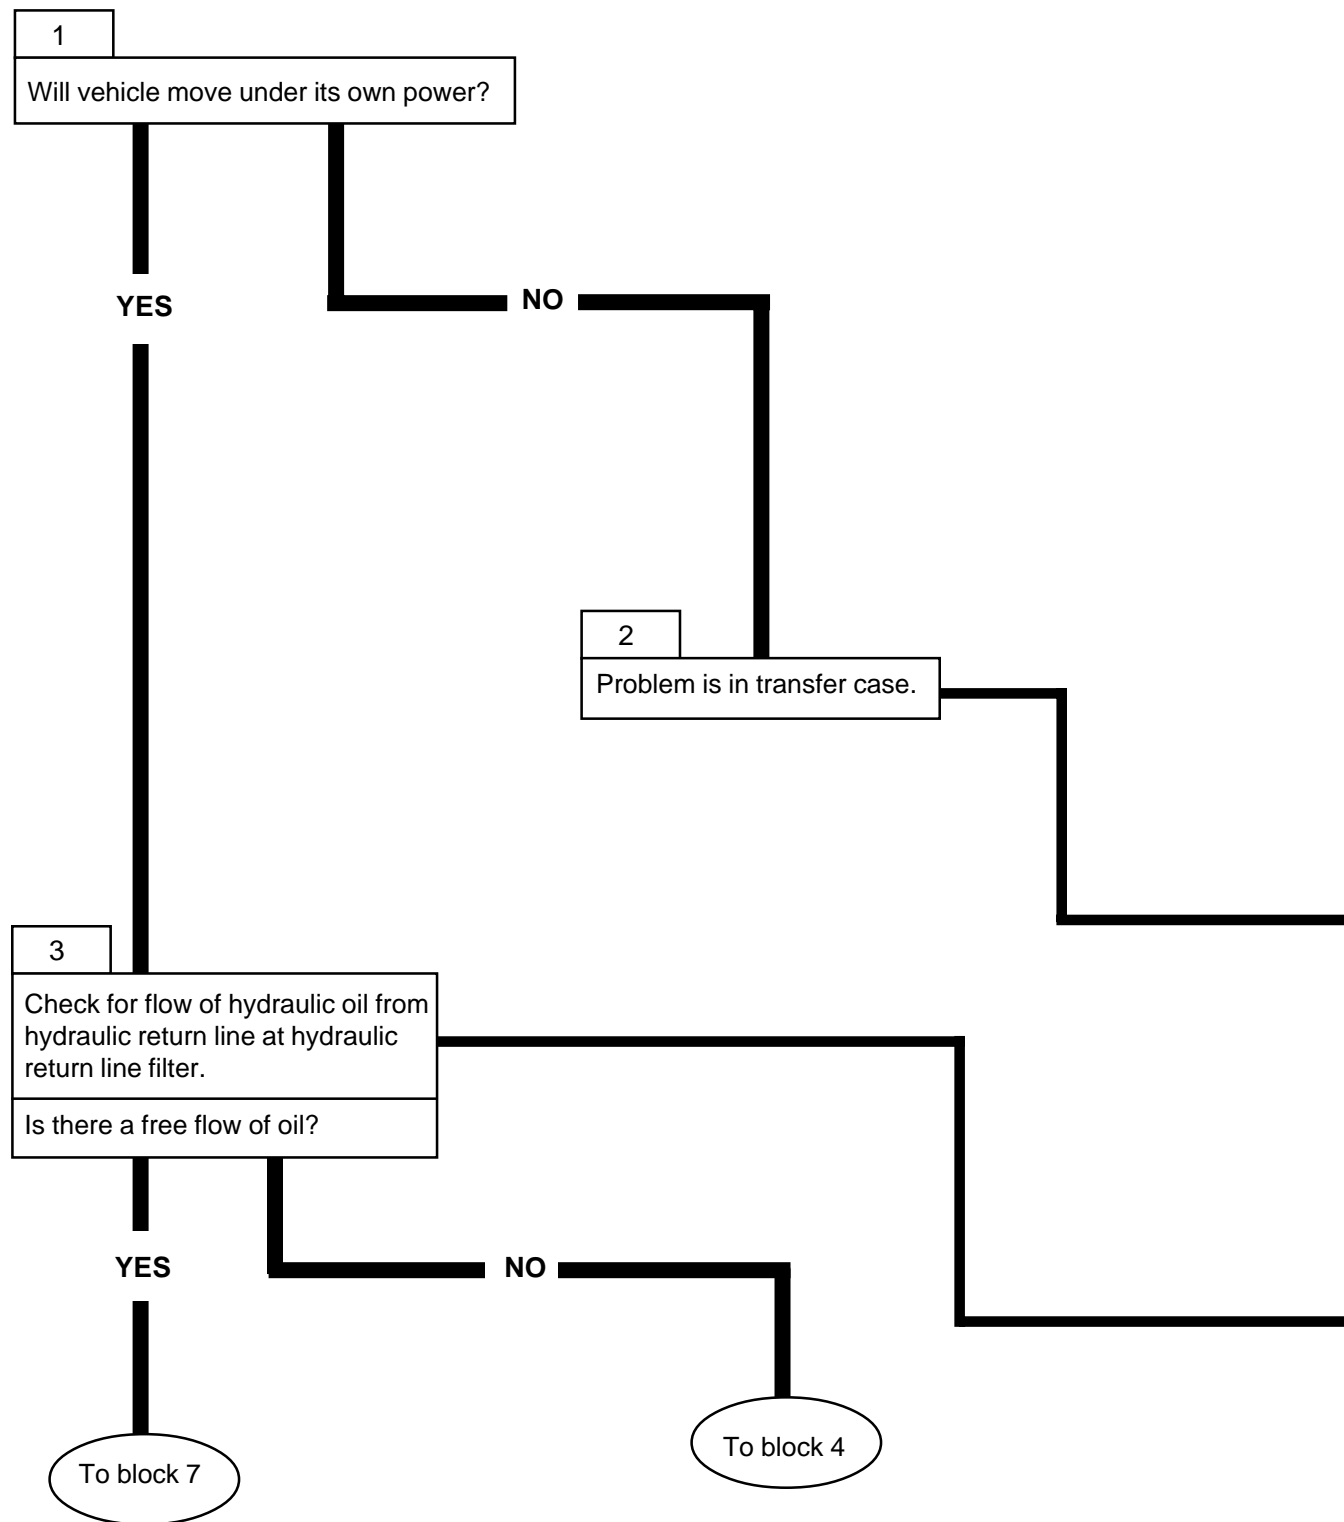 1
Will vehicle move under its own power?
YES
NO
2
Problem is in transfer case.
3
Check for flow of hydraulic oil from
hydraulic return line at hydraulic
return line filter.
Is there a free flow of oil?
YES
NO
To block 7
To block 4